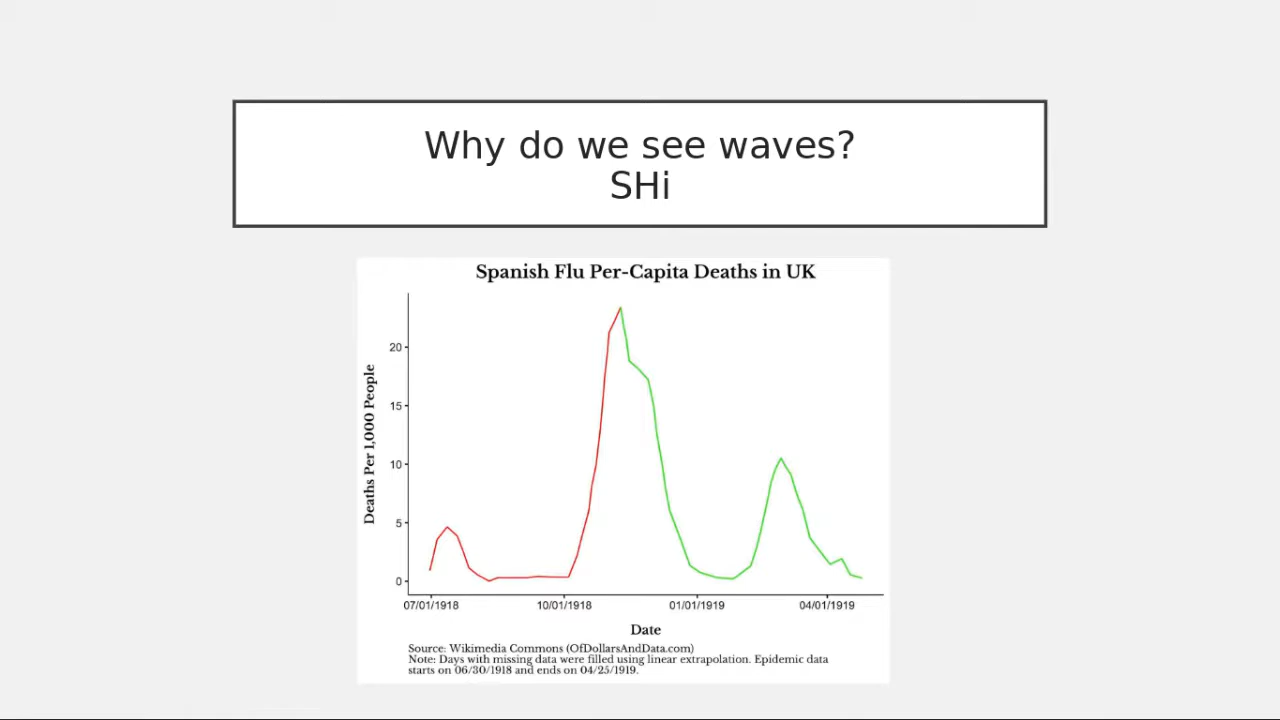 Why do we see waves?
SHi
Spanish Flu Per-Capita Deaths in UK
Deaths Per 1,000 People
20
15
10
5
0
07/01/1918 10/01/1918 01/01/1919 04/01/1919
Date
Source: Wikimedia Commons (OfDollarsAndData.com)
Note: Days with missing data were filled using linear extrapolation. Epidemic data
starts on 06/30/1918 and ends on 04/25/1919.